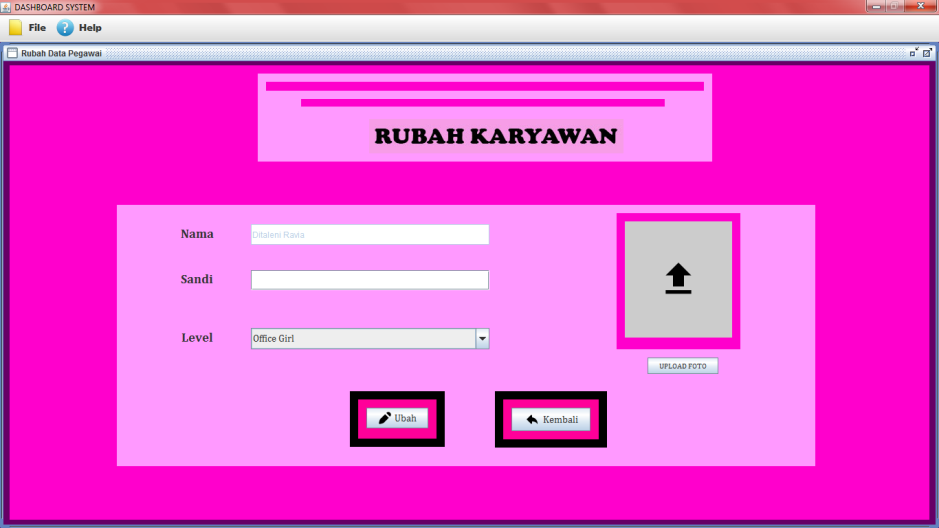 DASHBOARD SYSTEM
File Help
Rubah Data Pegawai
RUBAH KARYAWAN
Nama Ditaleni Ravia
Sandi
Level Office Girl
UPLOAD FOTO
Ubah Kembali